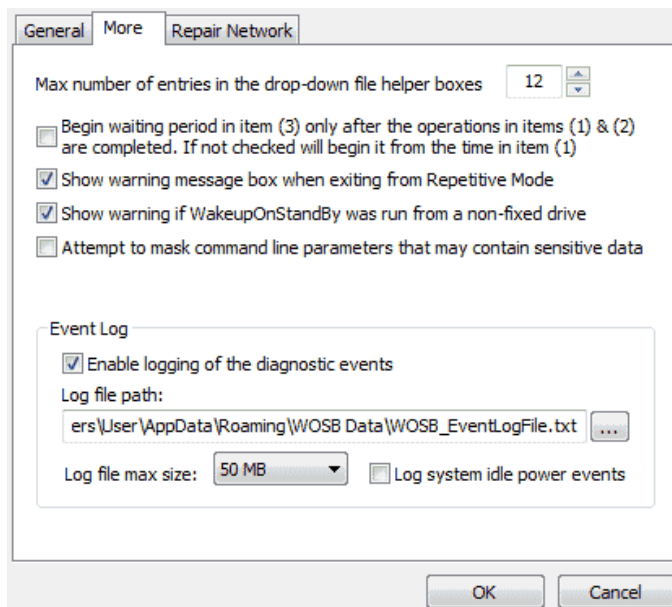 General More Repair Network
Max number of entries in the drop-down file helper boxes 12
Begin waiting period in item (3) only after the operations in items (1) & (2)
are completed. If not checked will begin it from the time in item (1)
Show warning message box when exiting from Repetitive Mode
Show warning if WakeupOnStandBy was run from a non-fixed drive
Attempt to mask command line parameters that may contain sensitive data
Event Log
Enable logging of the diagnostic events
Log file path:
ers\User\AppData\Roaming\WOSB Data\WOSB_EventLogFile.txt ...
Log file max size: 50 MB Log system idle power events
OK Cancel